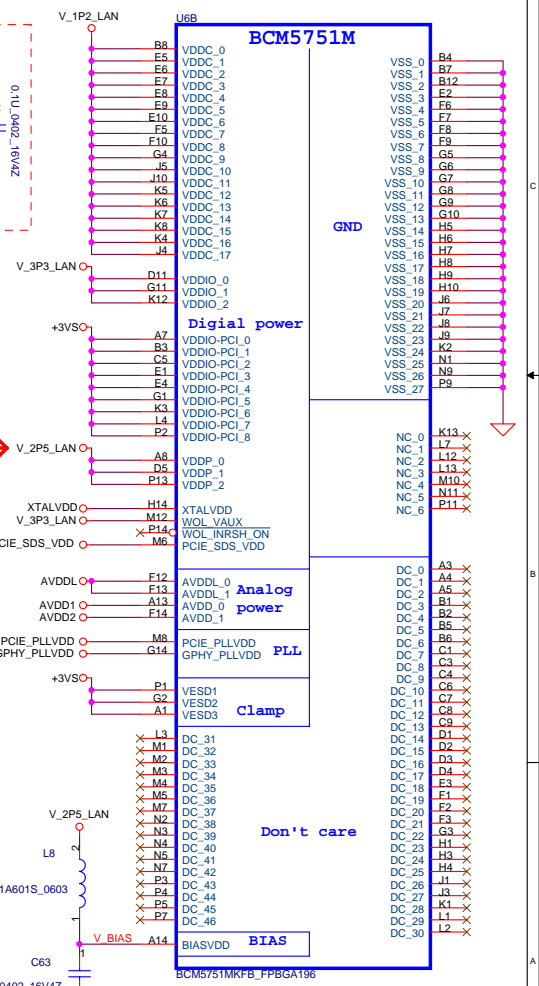 U6B
BCM5751M
V_1P2_LAN
0.1U_0402_16V4Z
B8 VDDC_0
E5 VDDC_1
E6 VDDC_2
E7 VDDC_3
E8 VDDC_4
E9 VDDC_5
E10 VDDC_6
F5 VDDC_7
F10 VDDC_8
G4 VDDC_9
J5 VDDC_10
J10 VDDC_11
K5 VDDC_12
K6 VDDC_13
K7 VDDC_14
K8 VDDC_15
K4 VDDC_16
J4 VDDC_17
V_3P3_LAN
D11 VDDIO_0
G11 VDDIO_1
K12 VDDIO_2
Digial power
+3VS
A7 VDDIO-PCI_0
B3 VDDIO-PCI_1
C5 VDDIO-PCI_2
E1 VDDIO-PCI_3
E4 VDDIO-PCI_4
G1 VDDIO-PCI_5
K3 VDDIO-PCI_6
L4 VDDIO-PCI_7
P2 VDDIO-PCI_8
V_2P5_LAN
A8 VDDP_0
D5 VDDP_1
P13 VDDP_2
XTALVDD H14 XTALVDD
V_3P3_LAN M12 WOL_VAUX
P14 WOL_INRSH_ON
CIE_SDS_VDD M6 PCIE_SDS_VDD
AVDDL F12 AVDDL_0
F13 AVDDL_1
AVDD1 A13 AVDD_0
AVDD2 F14 AVDD_1
Analog
power
PCIE_PLLVDD M8 PCIE_PLLVDD
GPHY_PLLVDD G14 GPHY_PLLVDD
PLL
+3VS
P1 VESD1
G2 VESD2
A1 VESD3
Clamp
L3 DC_31
M1 DC_32
M2 DC_33
M3 DC_34
M4 DC_35
M5 DC_36
M7 DC_37
N2 DC_38
N3 DC_39
N4 DC_40
N5 DC_41
N7 DC_42
P3 DC_43
P4 DC_44
P5 DC_45
P7 DC_46
Don't care
V_2P5_LAN
L8
2
1A601S_0603
1
V_BIAS A14 BIASVDD
BIAS
C63
1
0402_16V4Z
BCM5751MKFB_FPBGA196
GND
VSS_0 B4
VSS_1 B7
VSS_2 B12
VSS_3 E2
VSS_4 F6
VSS_5 F7
VSS_6 F8
VSS_7 F9
VSS_8 G5
VSS_9 G6
VSS_10 G7
VSS_11 G8
VSS_12 G9
VSS_13 G10
VSS_14 H5
VSS_15 H6
VSS_16 H7
VSS_17 H8
VSS_18 H9
VSS_19 H10
VSS_20 J6
VSS_21 J7
VSS_22 J8
VSS_23 J9
VSS_24 K2
VSS_25 N1
VSS_26 N9
VSS_27 P9
NC_0 K13
NC_1 L7
NC_2 L12
NC_3 L13
NC_4 M10
NC_5 N11
NC_6 P11
DC_0 A3
DC_1 A4
DC_2 A5
DC_3 B1
DC_4 B2
DC_5 B5
DC_6 B6
DC_7 C1
DC_8 C3
DC_9 C4
DC_10 C6
DC_11 C7
DC_12 C8
DC_13 C9
DC_14 D1
DC_15 D2
DC_16 D3
DC_17 D4
DC_18 E3
DC_19 F1
DC_20 F2
DC_21 F3
DC_22 G3
DC_23 H1
DC_24 H3
DC_25 H4
DC_26 J1
DC_27 J3
DC_28 K1
DC_29 L1
DC_30 L2
C
B
A